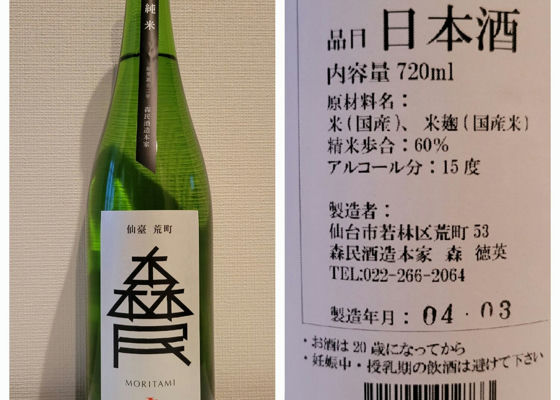 純米
森民酒造本家
仙臺 荒町
森民
MORITAMI
品目 日本酒
内容量 720ml
原材料名：
米(国産)、米麹(国産米)
精米歩合：60%
アルコール分：15度
製造者：
仙台市若林区荒町53
森民酒造本家 森 徳英
TEL:022-266-2064
製造年月：04.03
・お酒は20歳になってから
・妊娠中・授乳期の飲酒は避けて下さい